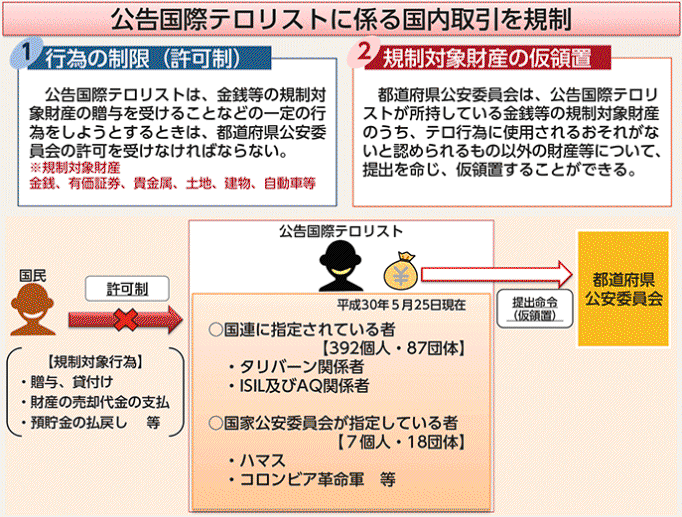 公告国際テロリストに係る国内取引を規制
1 行為の制限（許可制）
公告国際テロリストは、金銭等の規制対
象財産の贈与を受けることなどの一定の行
為をしようとするときは、都道府県公安委
員会の許可を受けなければならない。
※規制対象財産
金銭、有価証券、貴金属、土地、建物、自動車等
2 規制対象財産の仮領置
都道府県公安委員会は、公告国際テロリ
ストが所持している金銭等の規制対象財産
のうち、テロ行為に使用されるおそれがな
いと認められるもの以外の財産等について、
提出を命じ、仮領置することができる。
公告国際テロリスト
国民
許可制
¥
提出命令
（仮領置）
都道府県
公安委員会
【規制対象行為】
・贈与、貸付け
・財産の売却代金の支払
・預貯金の払戻し　等
平成30年５月25日現在
○国連に指定されている者
【392個人・87団体】
・タリバーン関係者
・ISIL及びAQ関係者
○国家公安委員会が指定している者
【７個人・18団体】
・ハマス
・コロンビア革命軍　等